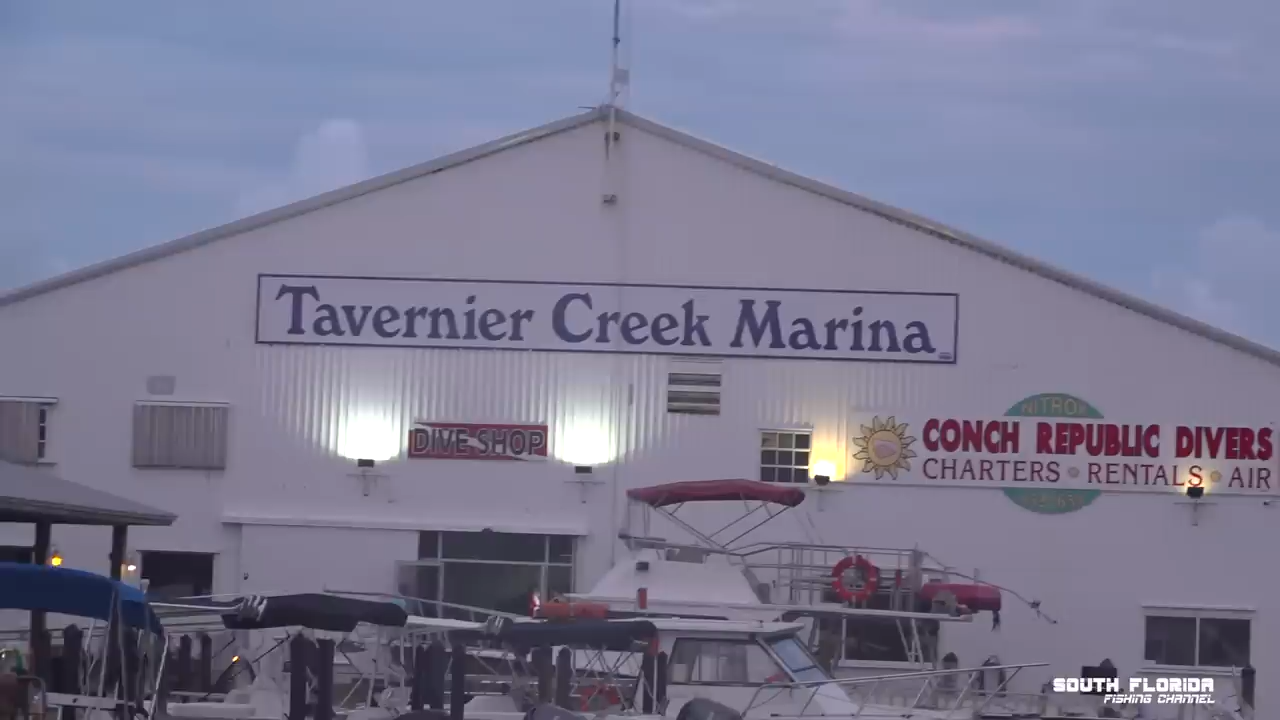 Tavernier Creek Marina
DIVE SHOP
NITROX
CONCH REPUBLIC DIVERS
CHARTERS • RENTALS • AIR
SOUTH FLORIDA
FISHING CHANNEL